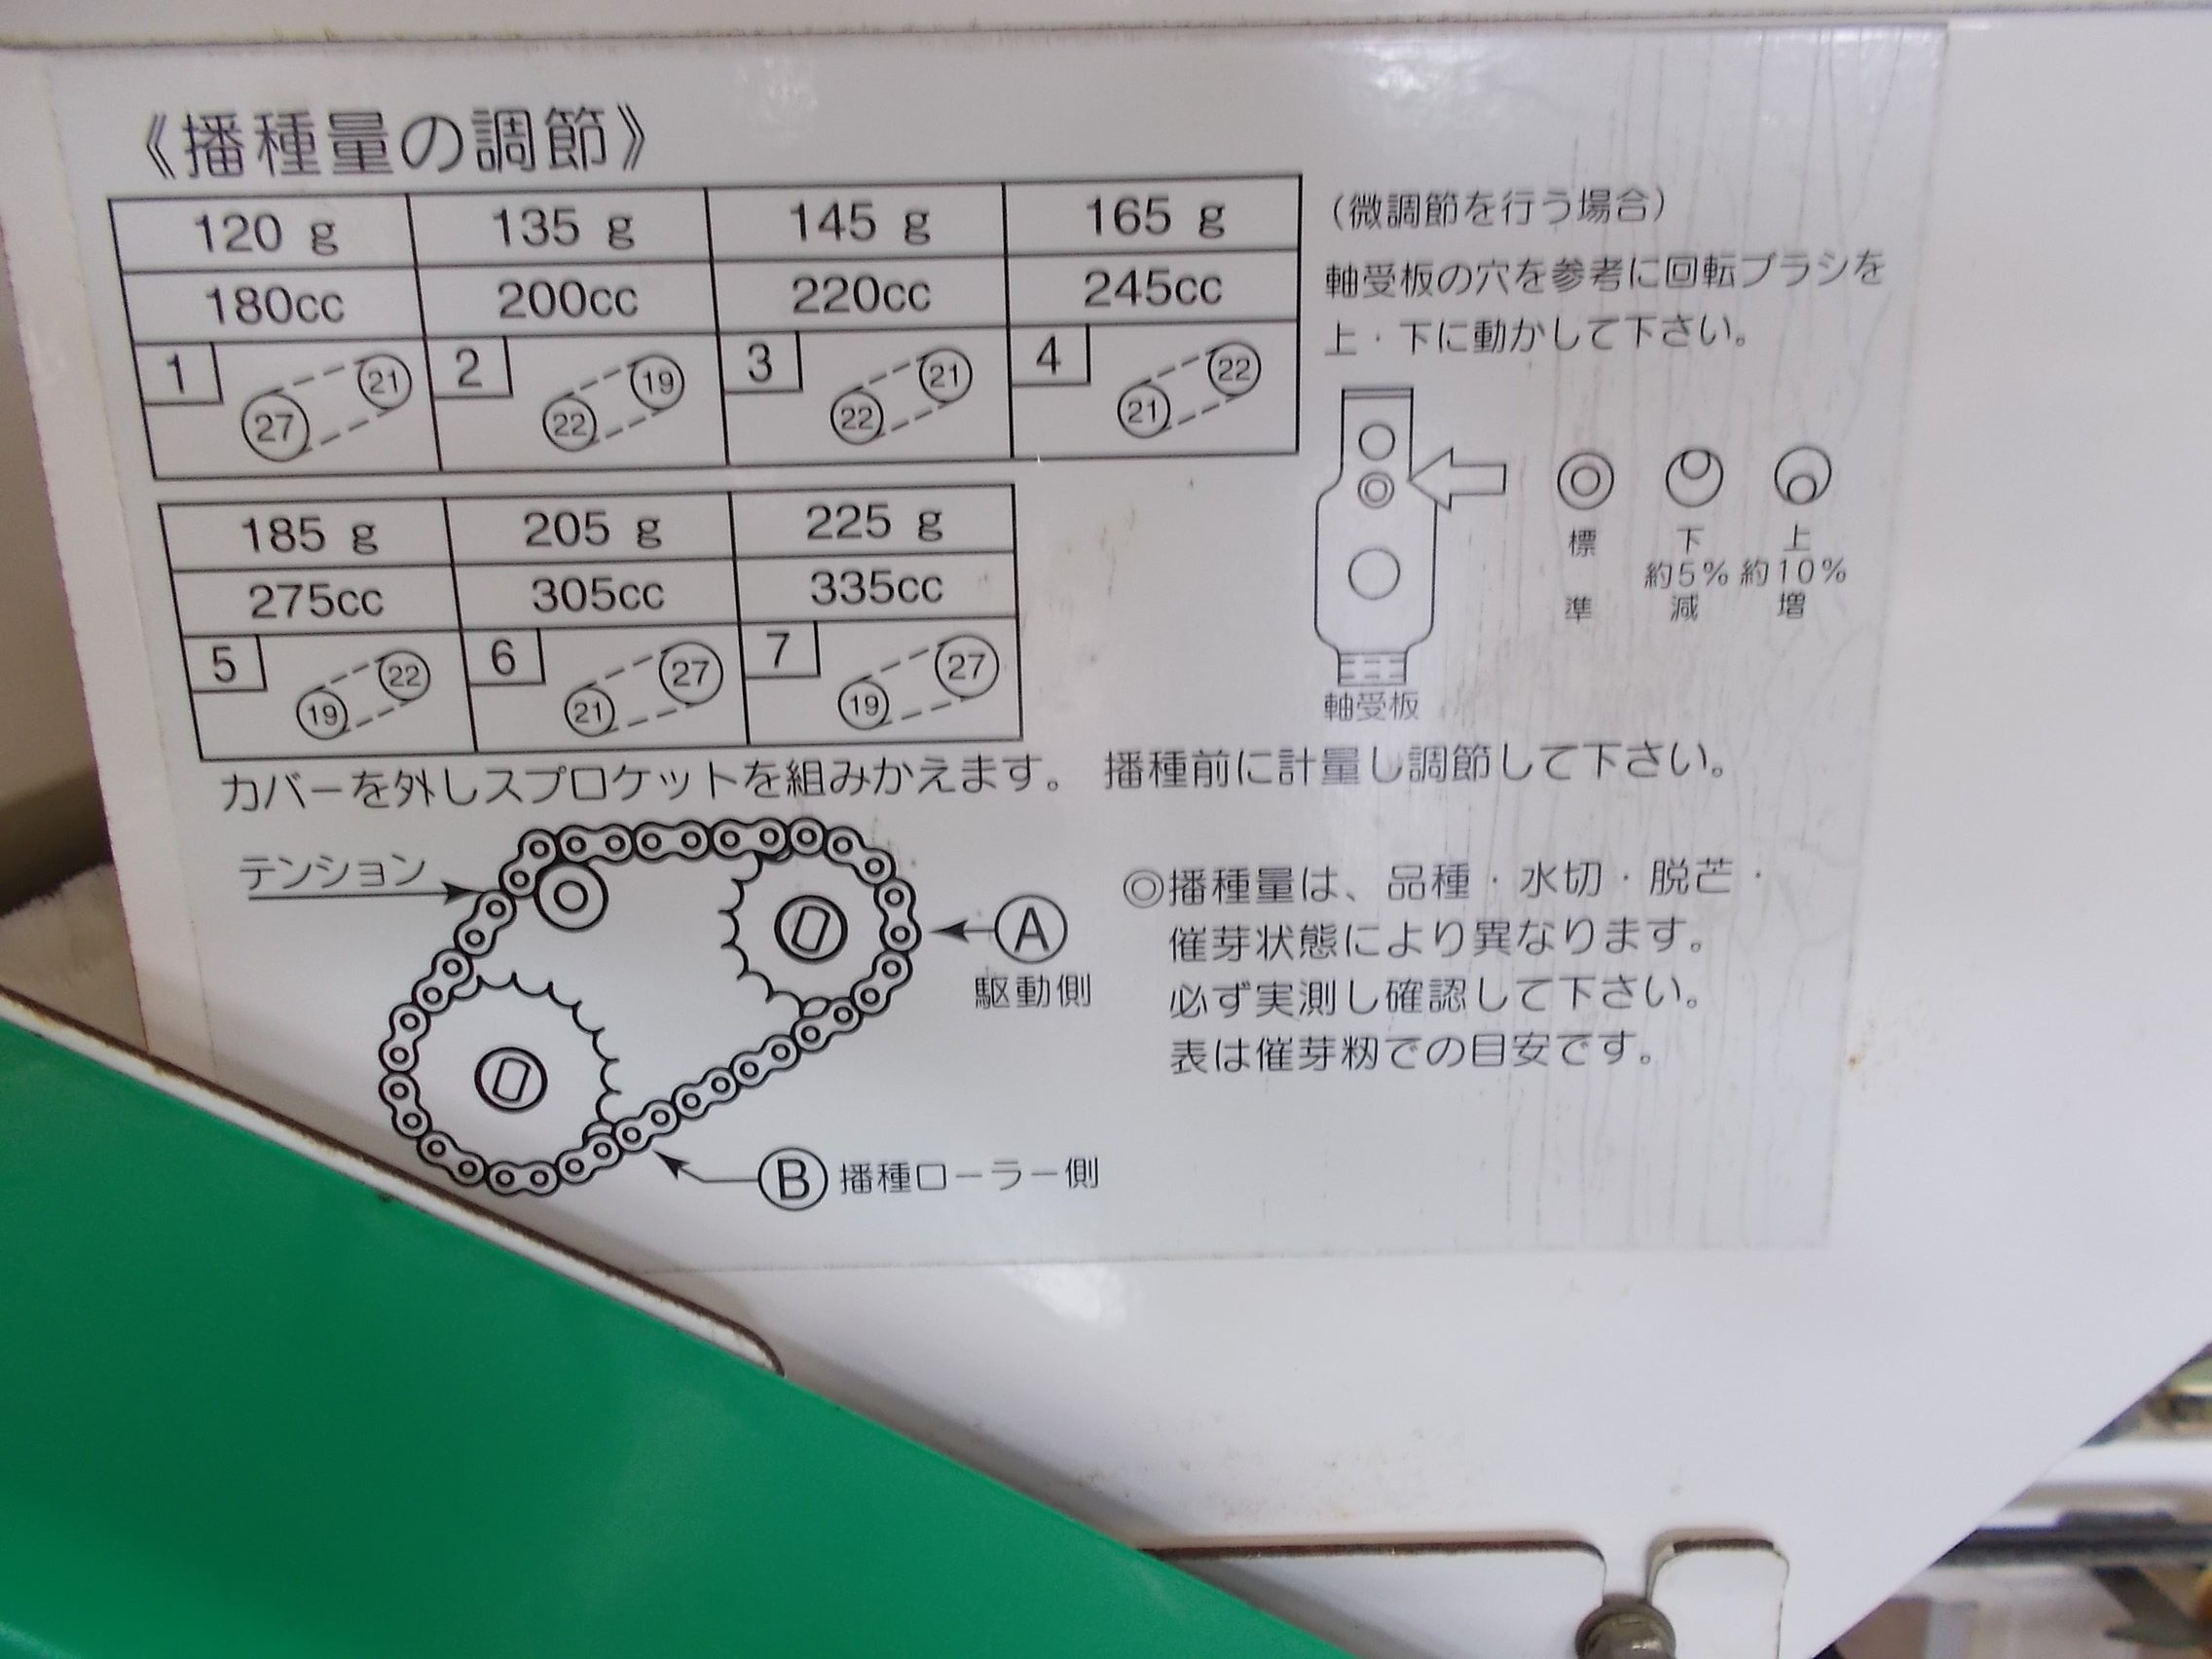 《播種量の調節》
120 g 135 g 145 g 165 g
180cc 200cc 220cc 245cc
1 27 21 2 22 19 3 22 21 4 21 22
185 g 205 g 225 g
275cc 305cc 335cc
5 19 22 6 21 27 7 19 27
(微調節を行う場合)
軸受板の穴を参考に回転ブラシを
上・下に動かして下さい。
標準 下 約5%減 上 約10%増
軸受板
カバーを外しスプロケットを組みかえます。 播種前に計量し調節して下さい。
テンション
Ⓐ
駆動側
Ⓑ播種ローラー側
◎播種量は、品種・水切・脱芒・
催芽状態により異なります。
必ず実測し確認して下さい。
表は催芽籾での目安です。